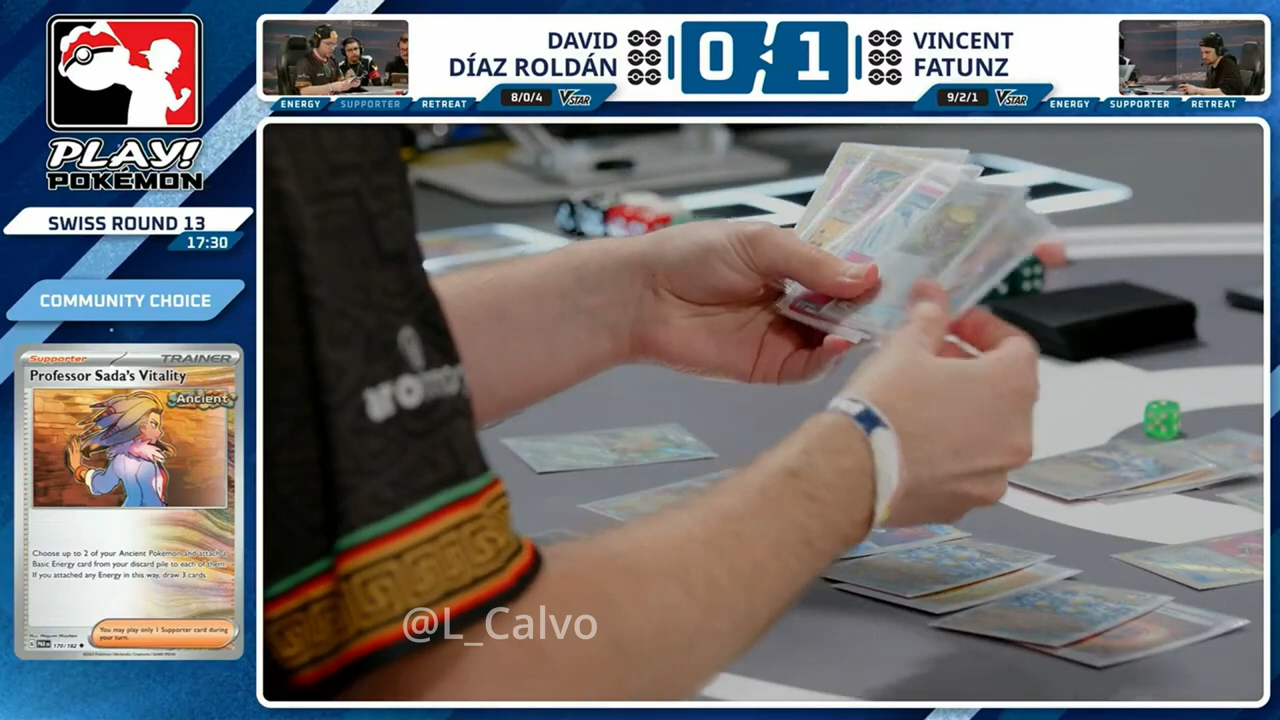 PLAY!
POKÉMON
SWISS ROUND 13
17:30
COMMUNITY CHOICE
Supporter
TRAINER
Professor Sada's Vitality
Ancient
Choose up to 2 of your Ancient Pokémon and attach a
Basic Energy card from your discard pile to each of them.
If you attached any Energy in this way, draw 3 cards.
You may play only 1 Supporter card during
your turn.
170/182
DAVID
DÍAZ ROLDÁN
0
1
VINCENT
FATUNZ
ENERGY
SUPPORTER
RETREAT
8/0/4
VSTAR
9/2/1
VSTAR
ENERGY
SUPPORTER
RETREAT
@L_Calvo